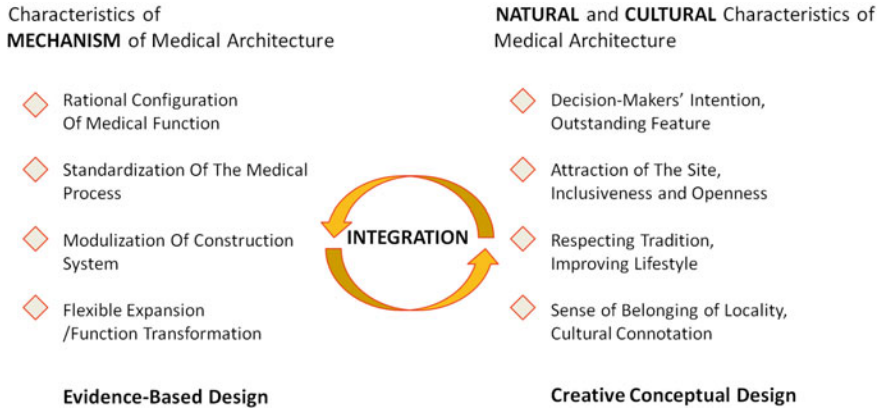 Characteristics of
MECHANISM of Medical Architecture
Rational Configuration
Of Medical Function
Standardization Of The Medical
Process
Modulization Of Construction
System
Flexible Expansion
/Function Transformation
Evidence-Based Design
INTEGRATION
NATURAL and CULTURAL Characteristics of
Medical Architecture
Decision-Makers' Intention,
Outstanding Feature
Attraction of The Site,
Inclusiveness and Openness
Respecting Tradition,
Improving Lifestyle
Sense of Belonging of Locality,
Cultural Connotation
Creative Conceptual Design